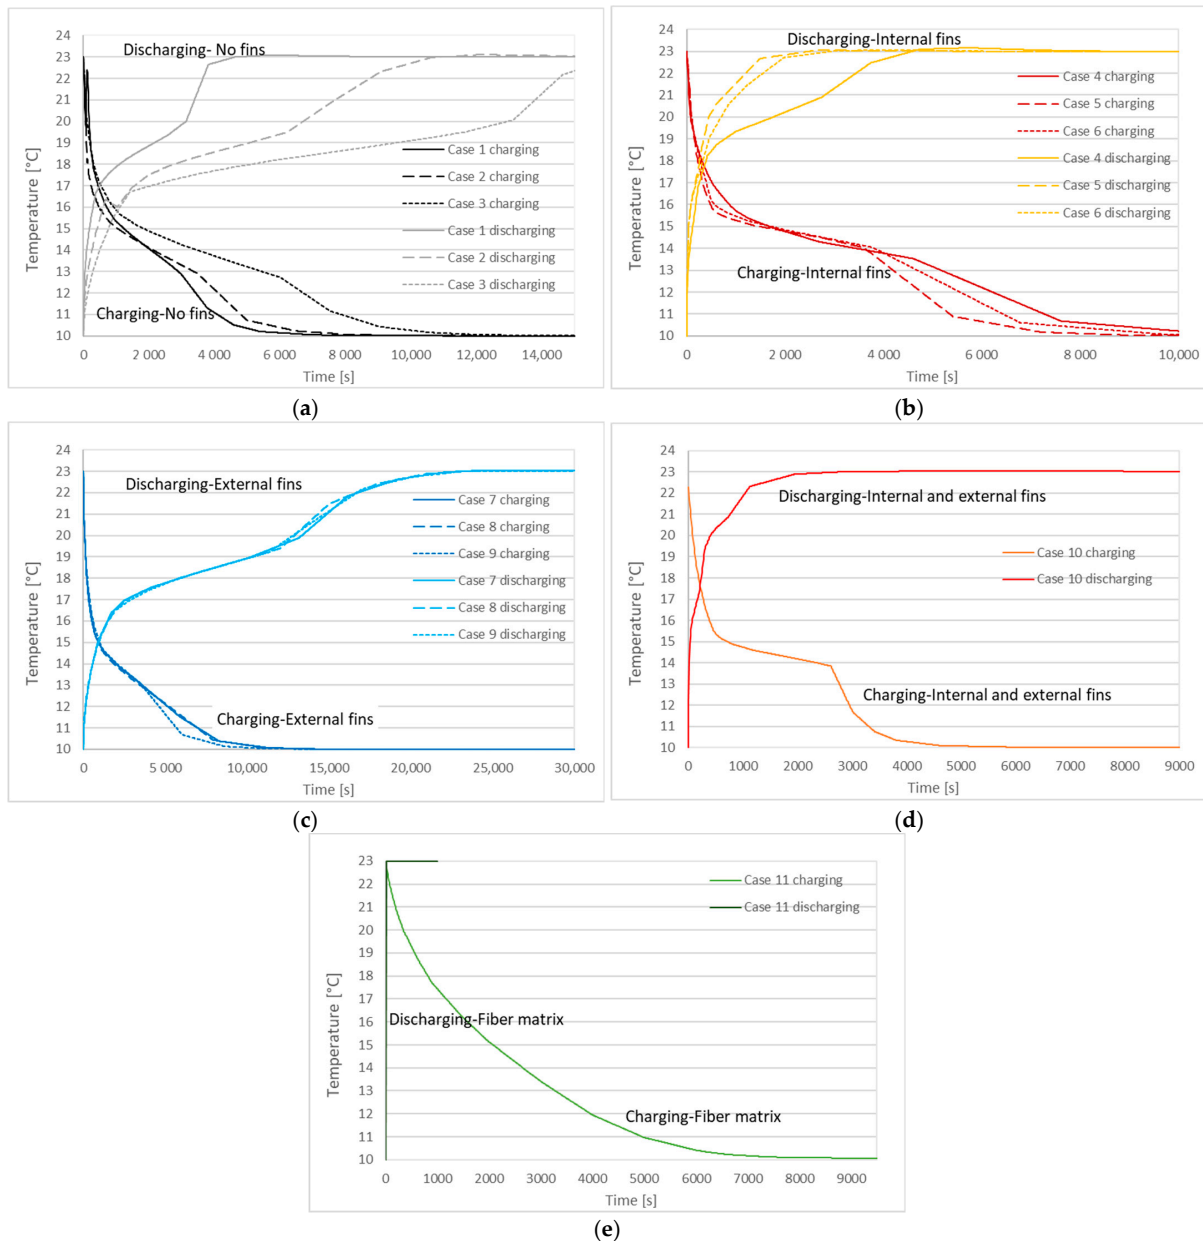 24
23
22
21
20
19
18
17
16
15
14
13
12
11
10
Temperature [°C]
Discharging- No fins
Case 1 charging
Case 2 charging
Case 3 charging
Case 1 discharging
Case 2 discharging
Case 3 discharging
Charging-No fins
0 2 000 4 000 6 000 8 000 10,000 12,000 14,000
Time [s]
(a)
24
23
22
21
20
19
18
17
16
15
14
13
12
11
10
Temperature [°C]
Discharging-Internal fins
Case 4 charging
Case 5 charging
Case 6 charging
Case 4 discharging
Case 5 discharging
Case 6 discharging
Charging-Internal fins
0 2 000 4 000 6 000 8 000 10,000
Time [s]
(b)
24
23
22
21
20
19
18
17
16
15
14
13
12
11
10
Temperature [°C]
Discharging-External fins
Case 7 charging
Case 8 charging
Case 9 charging
Case 7 discharging
Case 8 discharging
Case 9 discharging
Charging-External fins
0 5 000 10,000 15,000 20,000 25,000 30,000
Time [s]
(c)
24
23
22
21
20
19
18
17
16
15
14
13
12
11
10
Temperature [°C]
Discharging-Internal and external fins
Case 10 charging
Case 10 discharging
Charging-Internal and external fins
0 1000 2000 3000 4000 5000 6000 7000 8000 9000
Time [s]
(d)
23
22
21
20
19
18
17
16
15
14
13
12
11
10
Temperature [°C]
Case 11 charging
Case 11 discharging
Discharging-Fiber matrix
Charging-Fiber matrix
0 1000 2000 3000 4000 5000 6000 7000 8000 9000
Time [s]
(e)